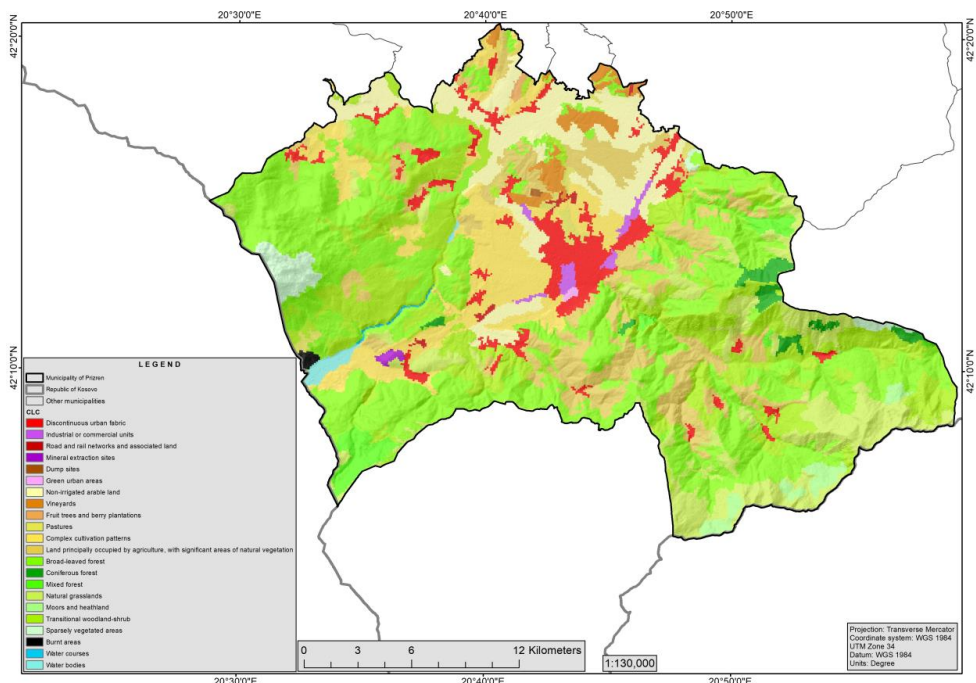 20°30'0"E 20°40'0"E 20°50'0"E
42°20'0"N 42°20'0"N
42°10'0"N 42°10'0"N
LEGEND
Municipality of Prizren
Republic of Kosovo
Other municipalities
CLC
Discontinuous urban fabric
Industrial or commercial units
Road and rail networks and associated land
Mineral extraction sites
Dump sites
Green urban areas
Non-irrigated arable land
Vineyards
Fruit trees and berry plantations
Pastures
Complex cultivation patterns
Land principally occupied by agriculture, with significant areas of natural vegetation
Broad-leaved forest
Coniferous forest
Mixed forest
Natural grasslands
Moors and heathland
Transitional woodland-shrub
Sparsely vegetated areas
Burnt areas
Water courses
Water bodies
0 3 6 12 Kilometers
1:130,000
Projection: Transverse Mercator
Coordinate system: WGS 1984
UTM Zone 34
Datum: WGS 1984
Units: Degree
20°30'0"E 20°40'0"E 20°50'0"E